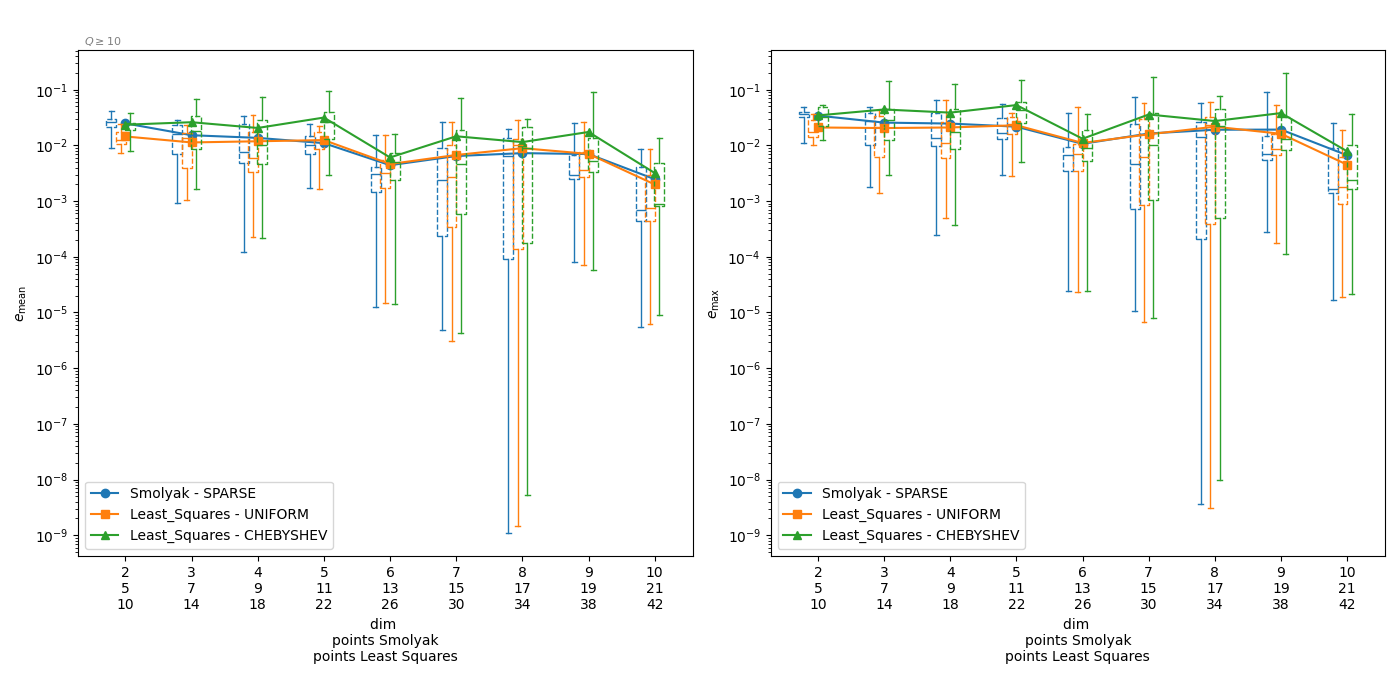 Q ≥ 10
10⁻¹
10⁻²
10⁻³
10⁻⁴
10⁻⁵
10⁻⁶
10⁻⁷
10⁻⁸
10⁻⁹
e_mean
Smolyak - SPARSE
Least_Squares - UNIFORM
Least_Squares - CHEBYSHEV
2 3 4 5 6 7 8 9 10
5 7 9 11 13 15 17 19 21
10 14 18 22 26 30 34 38 42
dim
points Smolyak
points Least Squares
10⁻¹
10⁻²
10⁻³
10⁻⁴
10⁻⁵
10⁻⁶
10⁻⁷
10⁻⁸
10⁻⁹
e_max
Smolyak - SPARSE
Least_Squares - UNIFORM
Least_Squares - CHEBYSHEV
2 3 4 5 6 7 8 9 10
5 7 9 11 13 15 17 19 21
10 14 18 22 26 30 34 38 42
dim
points Smolyak
points Least Squares